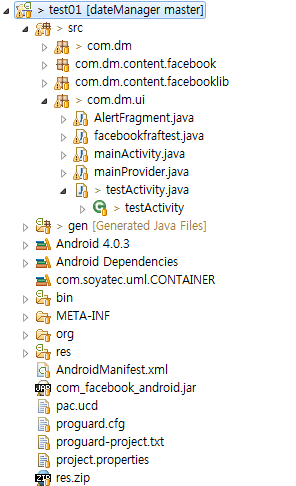 > test01 [dateManager master]
> src
> com.dm
com.dm.content.facebook
com.dm.content.facebooklib
> com.dm.ui
AlertFragment.java
facebookfraftest.java
mainActivity.java
mainProvider.java
> testActivity.java
> testActivity
> gen [Generated Java Files]
Android 4.0.3
Android Dependencies
com.soyatec.uml.CONTAINER
bin
META-INF
org
res
AndroidManifest.xml
com_facebook_android.jar
pac.ucd
proguard.cfg
proguard-project.txt
project.properties
res.zip